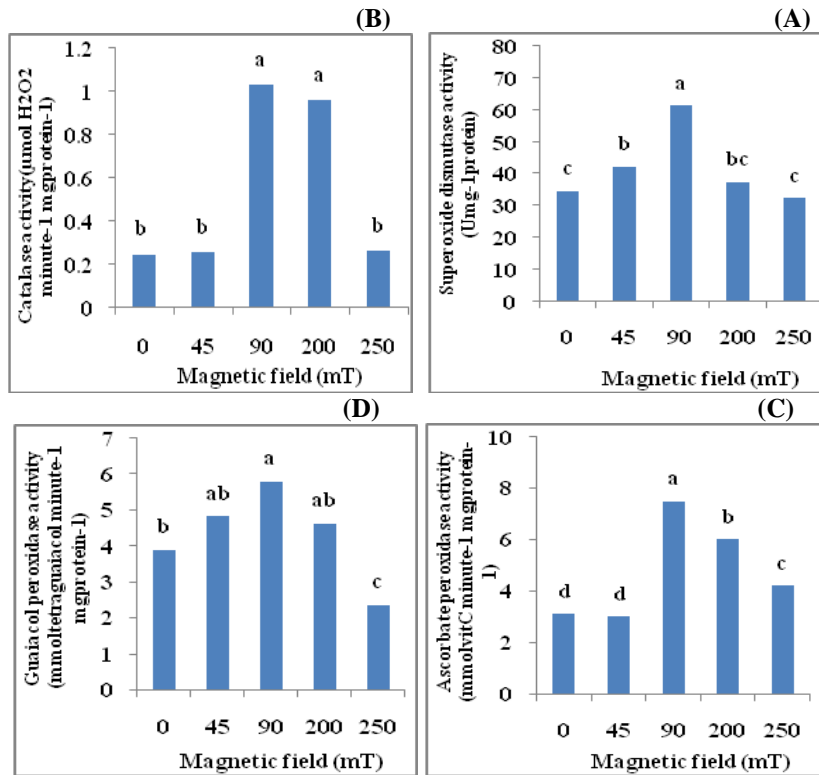 (B)
Catalase activity (umol H2O2
minute-1 mgprotein-1)
1.2
1
0.8
0.6
0.4
0.2
0
b b a a b
0 45 90 200 250
Magnetic field (mT)
(A)
Superoxide dismutase activity
(Umg-1protein)
80
70
60
50
40
30
20
10
0
c b a bc c
0 45 90 200 250
Magnetic field (mT)
(D)
Guaiacol peroxidase activity
(mmoltetraguaiacol minute-1
mgprotein-1)
7
6
5
4
3
2
1
0
b ab a ab c
0 45 90 200 250
Magnetic field (mT)
(C)
Ascorbate peroxidase activity
(mmolvitC minute-1 mgprotein-
1)
10
8
6
4
2
0
d d a b c
0 45 90 200 250
Magnetic field (mT)